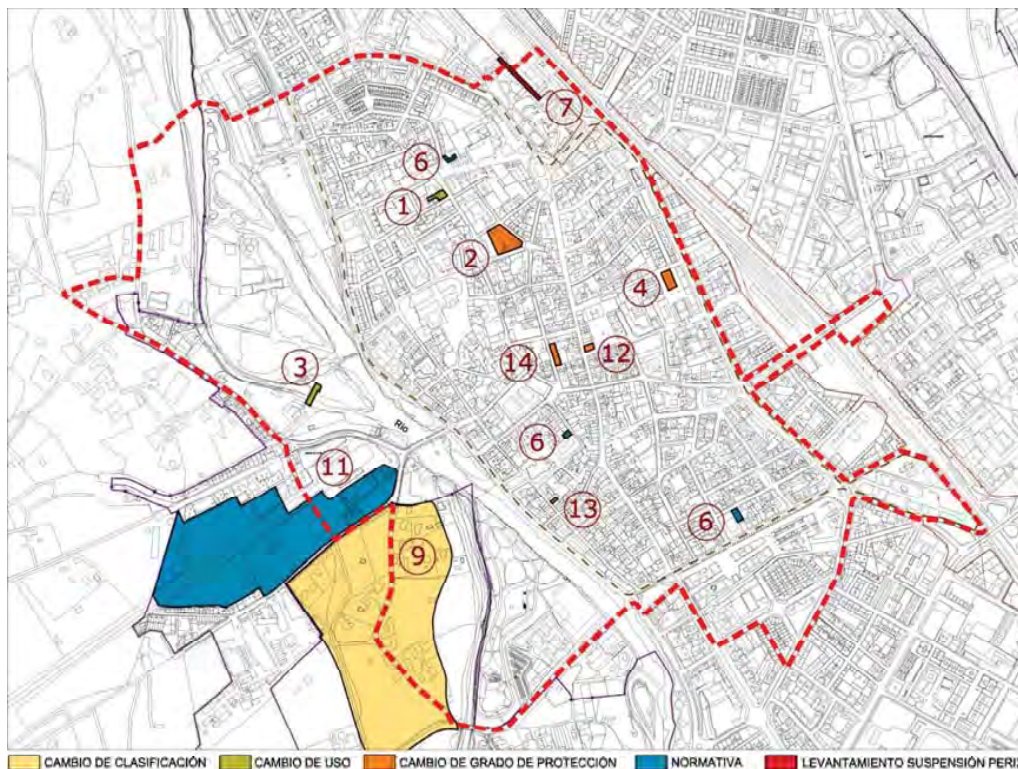 7
6
1
2
4
14
12
3
Río
6
11
13
6
9
CAMBIO DE CLASIFICACIÓN
CAMBIO DE USO
CAMBIO DE GRADO DE PROTECCIÓN
NORMATIVA
LEVANTAMIENTO SUSPENSIÓN PERI